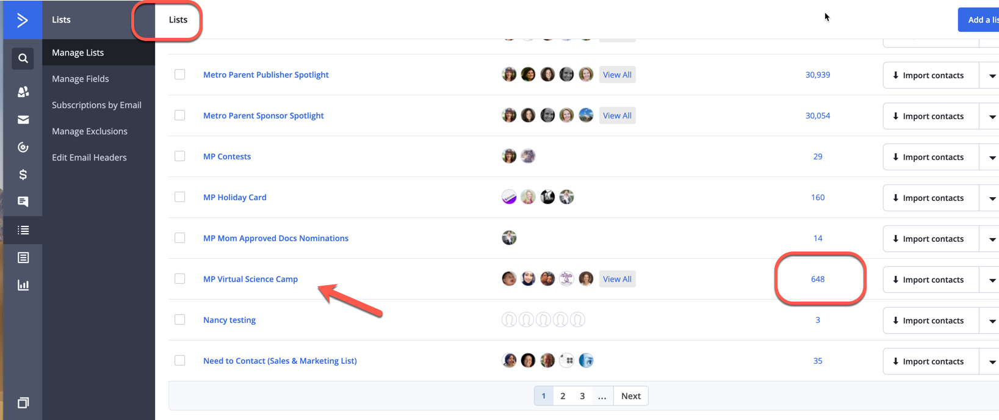 Lists
Lists
Add a lis
Manage Lists
Manage Fields
Subscriptions by Email
Manage Exclusions
Edit Email Headers
Metro Parent Publisher Spotlight View All 30,939 Import contacts
Metro Parent Sponsor Spotlight View All 30,054 Import contacts
MP Contests 29 Import contacts
MP Holiday Card 160 Import contacts
MP Mom Approved Docs Nominations 14 Import contacts
MP Virtual Science Camp View All 648 Import contacts
Nancy testing 3 Import contacts
Need to Contact (Sales & Marketing List) 35 Import contacts
1 2 3 ... Next